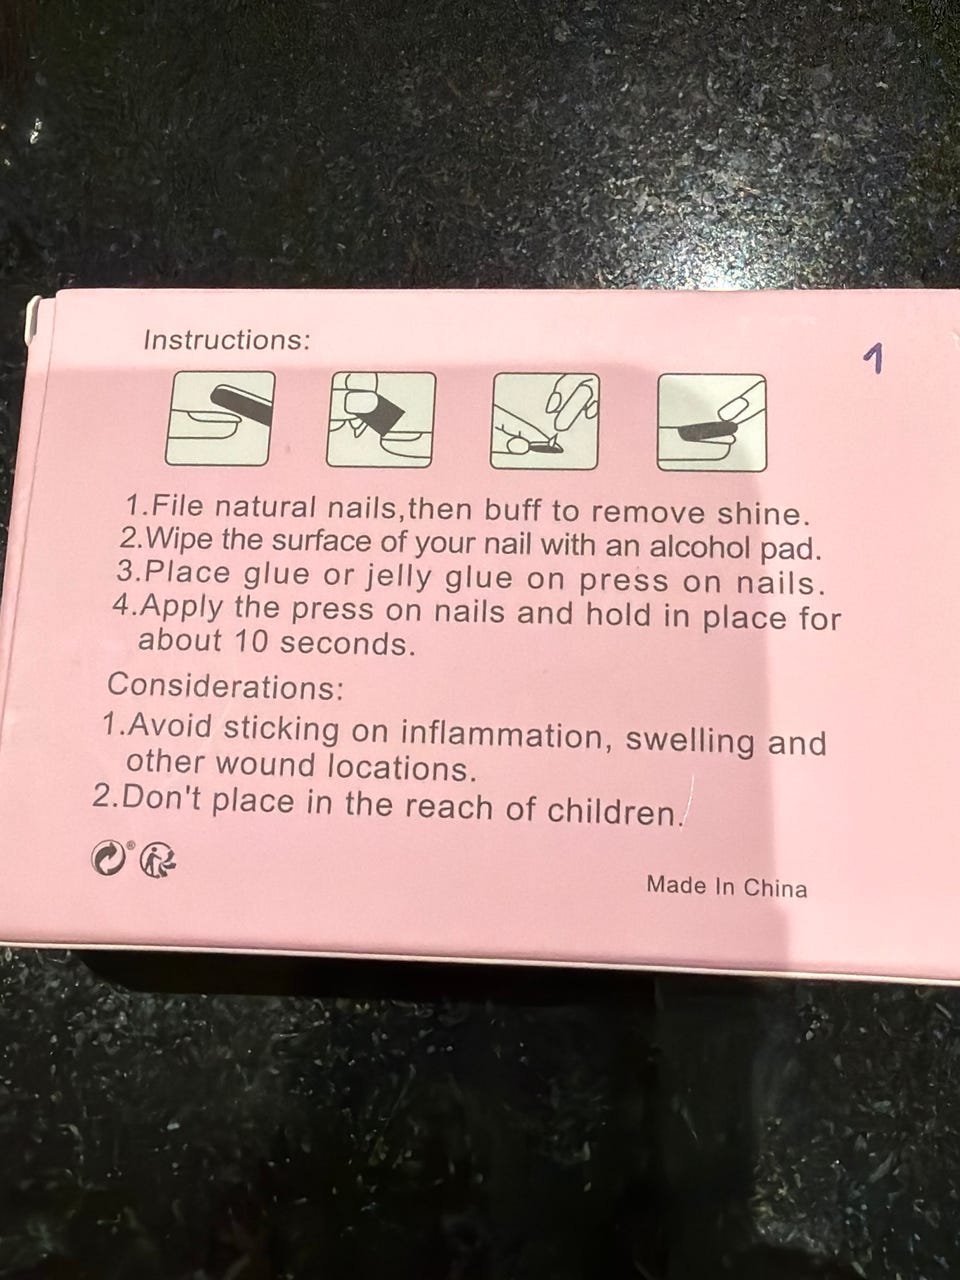 Instructions:
1
1.File natural nails,then buff to remove shine.
2.Wipe the surface of your nail with an alcohol pad.
3.Place glue or jelly glue on press on nails.
4.Apply the press on nails and hold in place for
about 10 seconds.
Considerations:
1.Avoid sticking on inflammation, swelling and
other wound locations.
2.Don't place in the reach of children.
®
Made In China